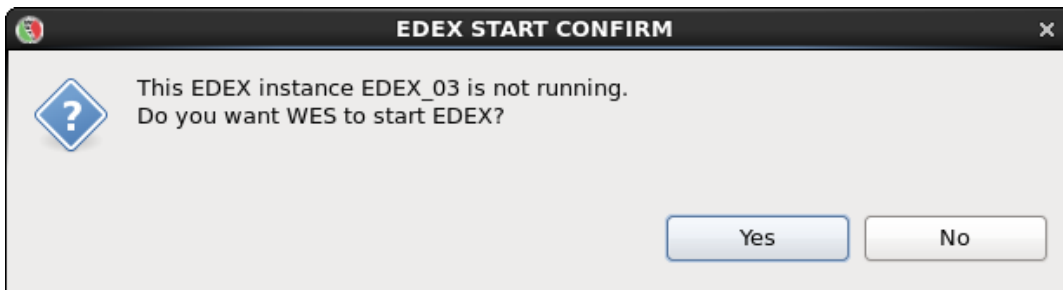 EDEX START CONFIRM
This EDEX instance EDEX_03 is not running.
Do you want WES to start EDEX?
Yes
No